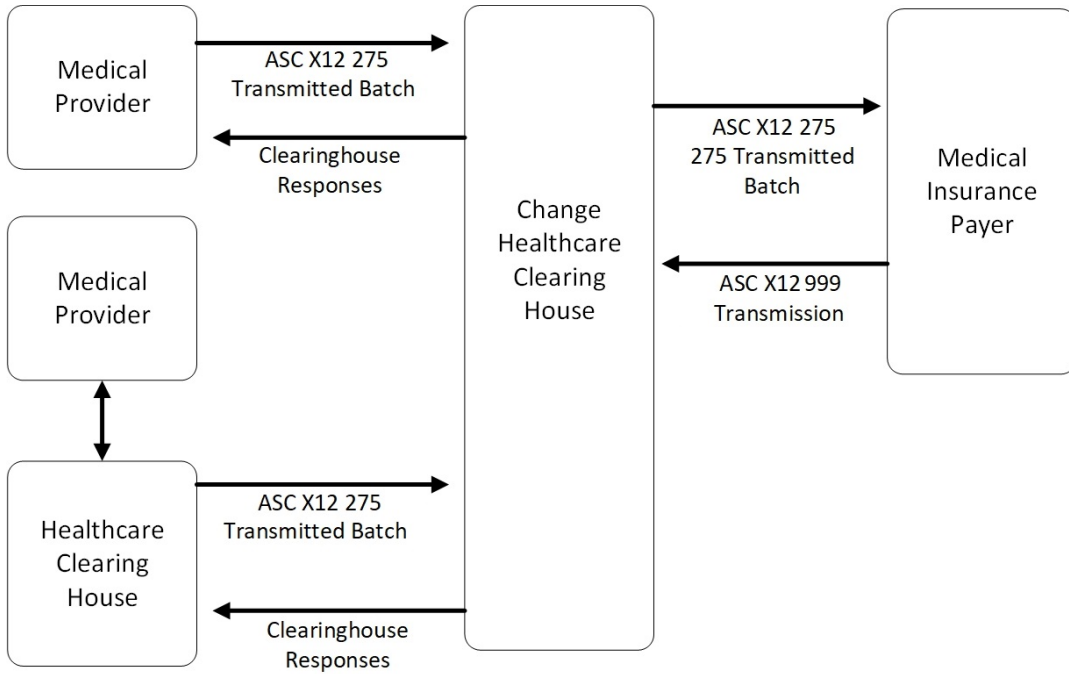 Medical
Provider
ASC X12 275
Transmitted Batch
Clearinghouse
Responses
Medical
Provider
Healthcare
Clearing
House
ASC X12 275
Transmitted Batch
Clearinghouse
Responses
Change
Healthcare
Clearing
House
ASC X12 275
275 Transmitted
Batch
ASC X12 999
Transmission
Medical
Insurance
Payer